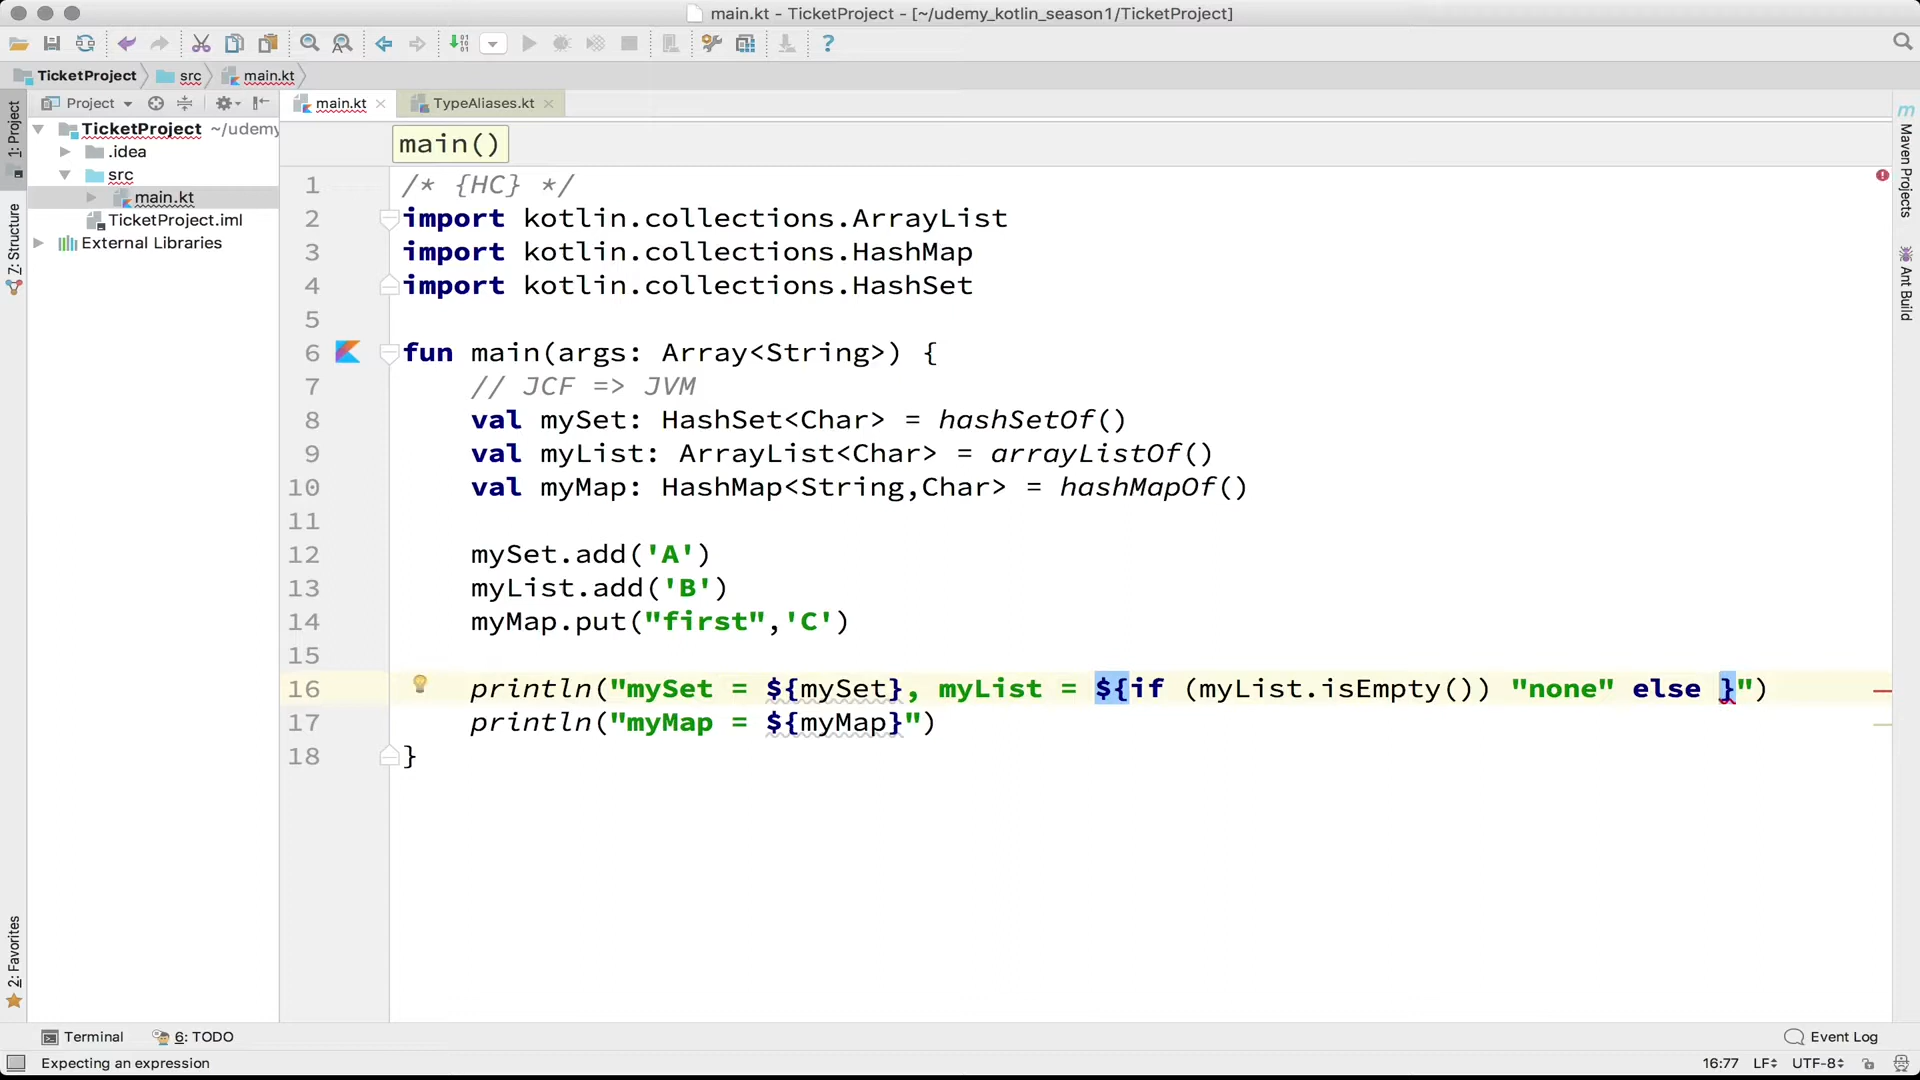 main.kt - TicketProject - [~/udemy_kotlin_season1/TicketProject]
TicketProject src main.kt
1: Project
Z: Structure
2: Favorites
Project
main.kt
TypeAliases.kt
TicketProject ~/udemy
.idea
src
main.kt
TicketProject.iml
External Libraries
main()
1 /* {HC} */
2 import kotlin.collections.ArrayList
3 import kotlin.collections.HashMap
4 import kotlin.collections.HashSet
5
6 fun main(args: Array<String>) {
7 // JCF => JVM
8 val mySet: HashSet<Char> = hashSetOf()
9 val myList: ArrayList<Char> = arrayListOf()
10 val myMap: HashMap<String,Char> = hashMapOf()
11
12 mySet.add('A')
13 myList.add('B')
14 myMap.put("first",'C')
15
16 println("mySet = ${mySet}, myList = ${if (myList.isEmpty()) "none" else }")
17 println("myMap = ${myMap}")
18 }
m Maven Projects
Ant Build
Terminal
6: TODO
Event Log
Expecting an expression
16:77 LF UTF-8